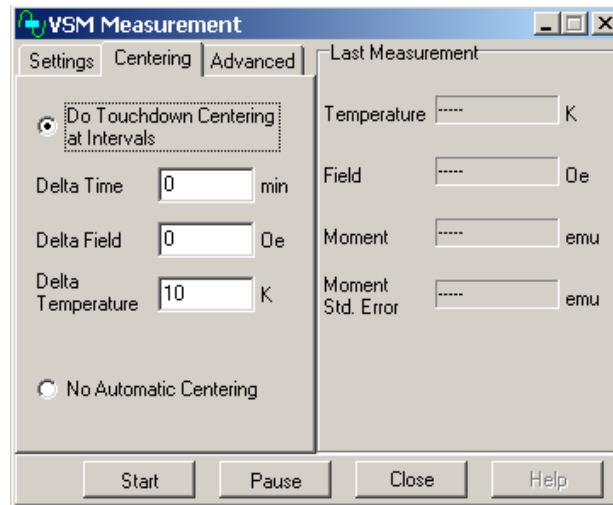 VSM Measurement
Settings Centering Advanced
Do Touchdown Centering
at Intervals
Delta Time 0 min
Delta Field 0 Oe
Delta
Temperature 10 K
No Automatic Centering
Last Measurement
Temperature ----- K
Field ----- Oe
Moment ----- emu
Moment
Std. Error ----- emu
Start Pause Close Help